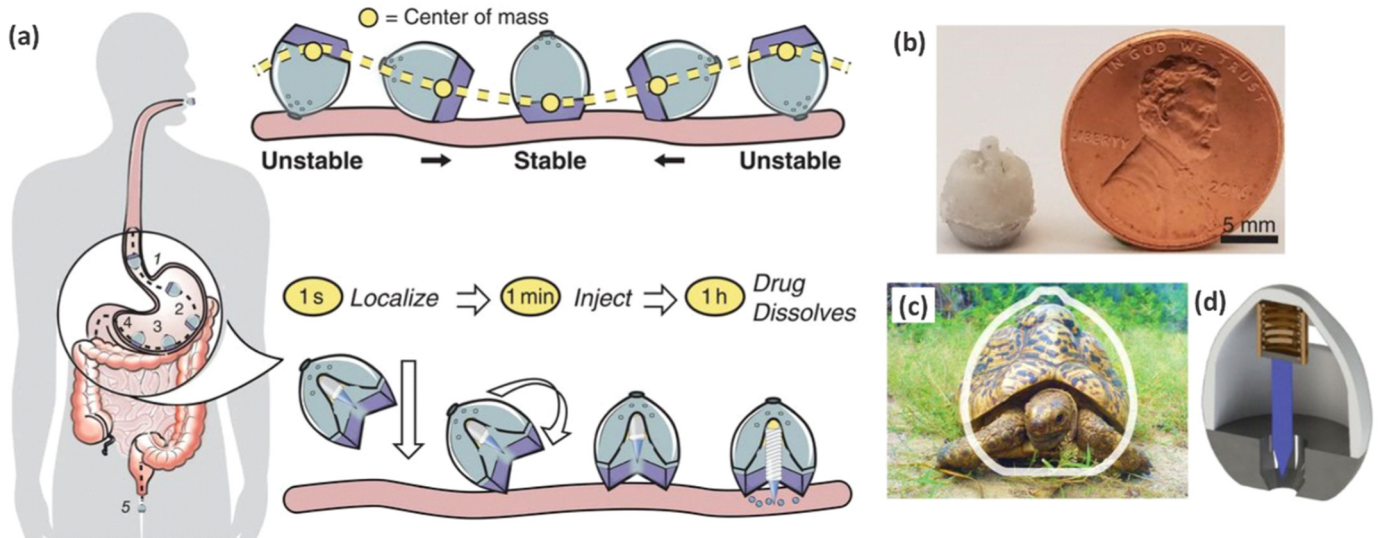 (a)
= Center of mass
Unstable
Stable
Unstable
1
2
3
4
5
1 s
Localize
1 min
Inject
1 h
Drug
Dissolves
(b)
IN GOD WE TRUST
LIBERTY
2016
5 mm
(c)
(d)